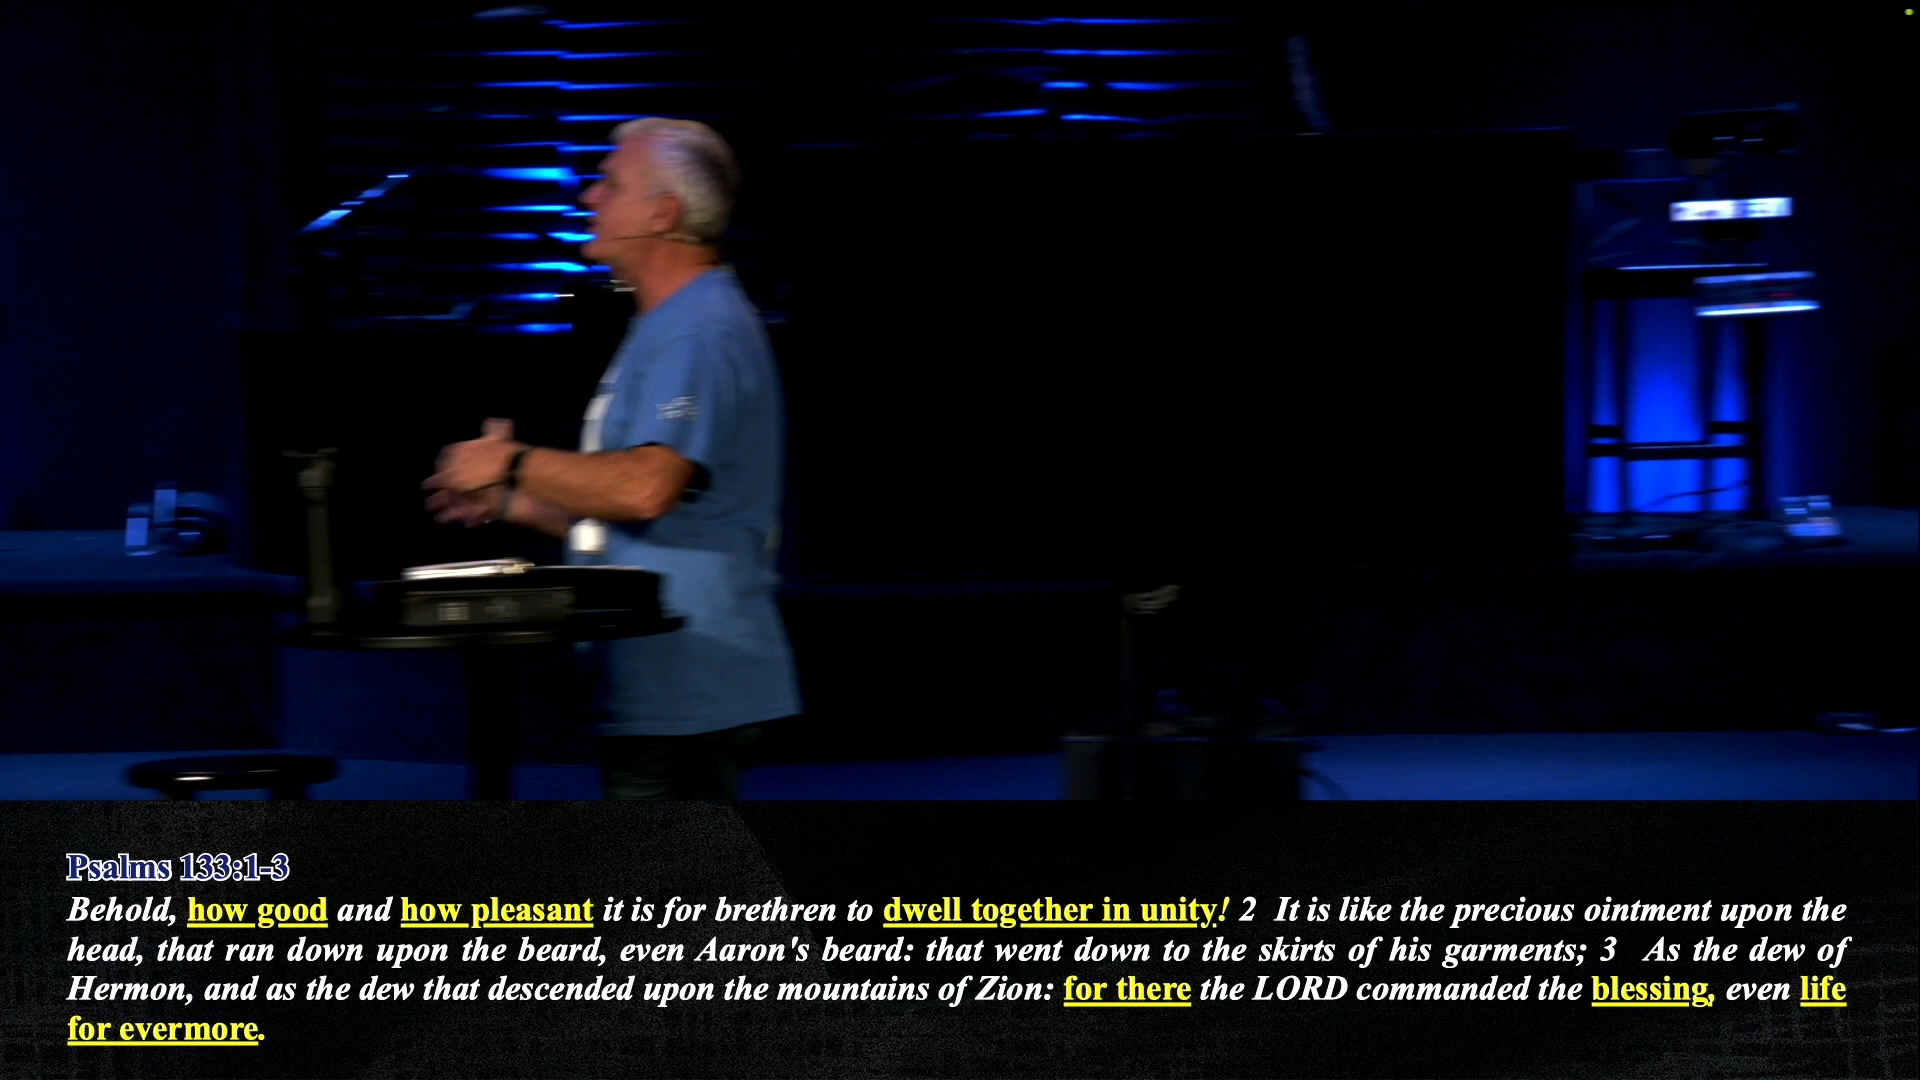 Psalms 133:1-3
Behold, how good and how pleasant it is for brethren to dwell together in unity! 2 It is like the precious ointment upon the
head, that ran down upon the beard, even Aaron's beard: that went down to the skirts of his garments; 3 As the dew of
Hermon, and as the dew that descended upon the mountains of Zion: for there the LORD commanded the blessing, even life
for evermore.